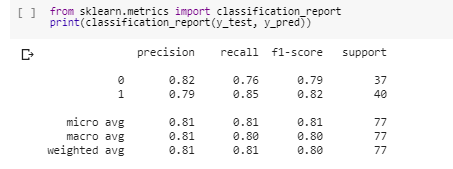 [ ] from sklearn.metrics import classification_report
print(classification_report(y_test, y_pred))
precision recall f1-score support
0 0.82 0.76 0.79 37
1 0.79 0.85 0.82 40
micro avg 0.81 0.81 0.81 77
macro avg 0.81 0.80 0.80 77
weighted avg 0.81 0.81 0.80 77